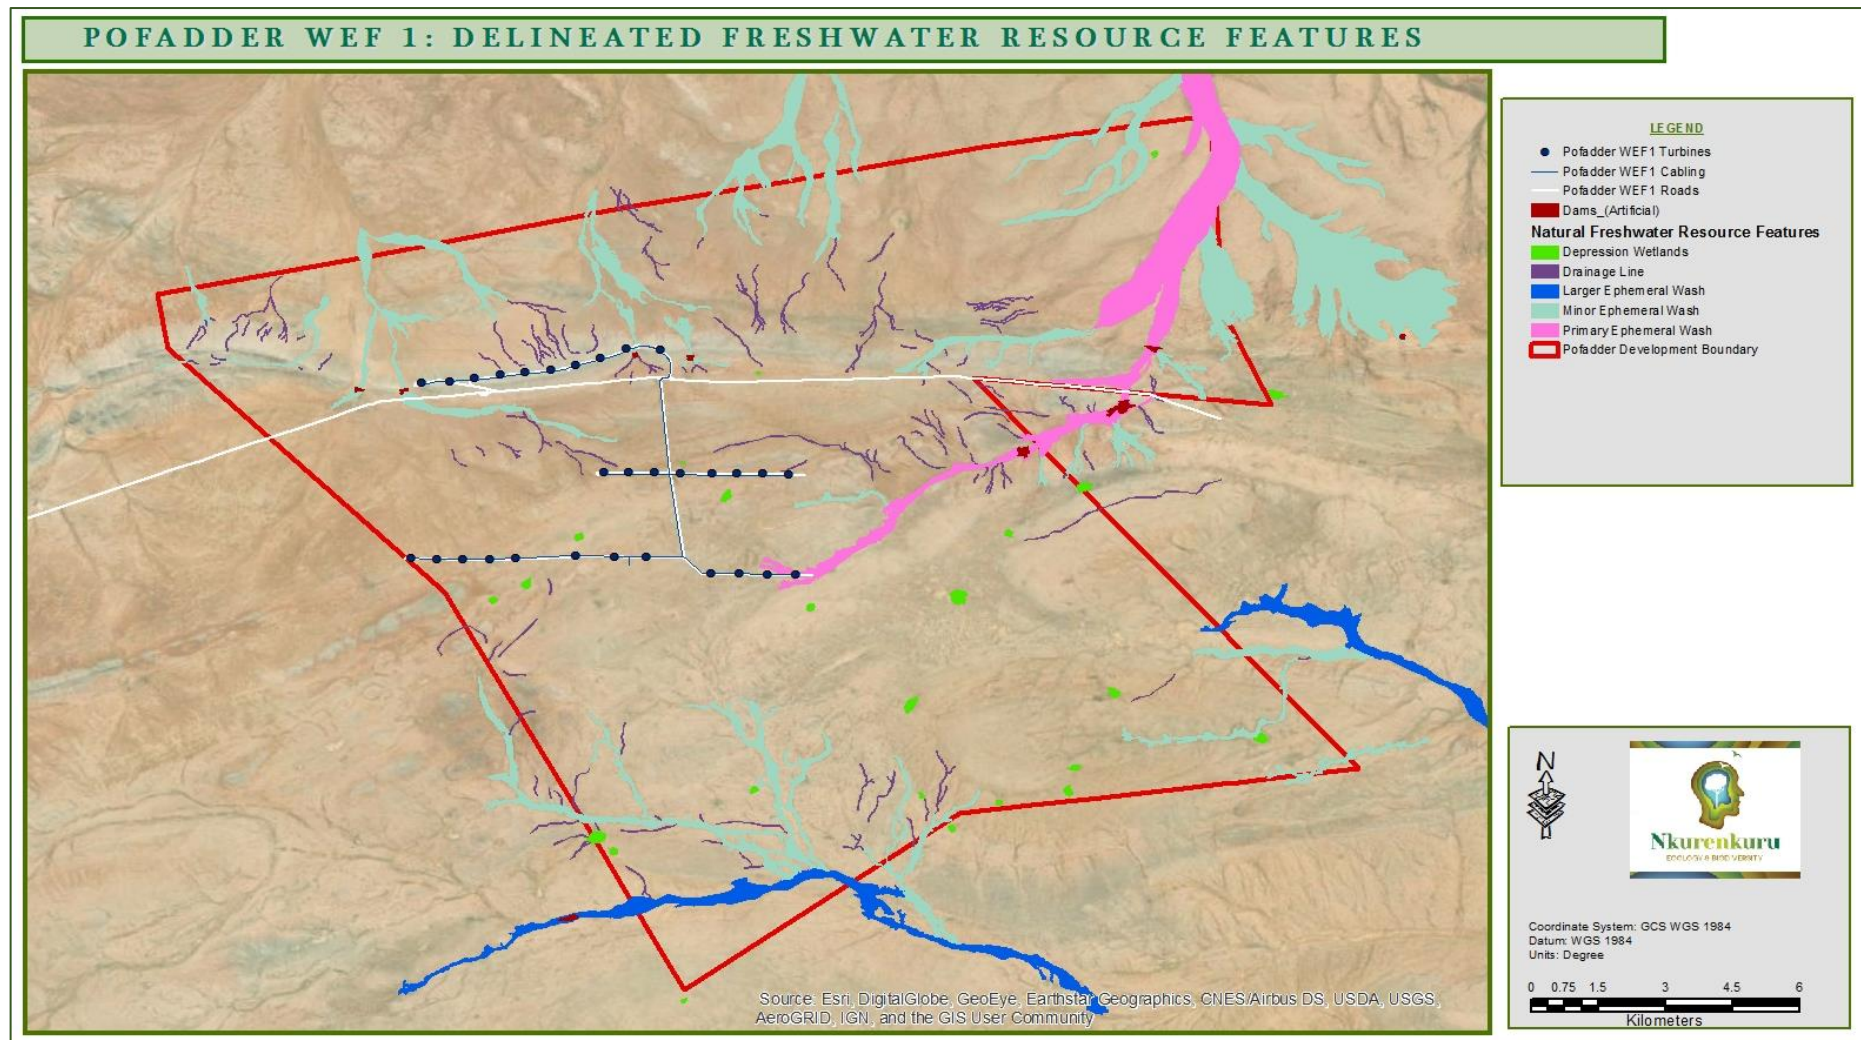 POFADDER WEF 1: DELINEATED FRESHWATER RESOURCE FEATURES
LEGEND
Pofadder WEF1 Turbines
Pofadder WEF1 Cabling
Pofadder WEF1 Roads
Dams_(Artificial)
Natural Freshwater Resource Features
Depression Wetlands
Drainage Line
Larger Ephemeral Wash
Minor Ephemeral Wash
Primary Ephemeral Wash
Pofadder Development Boundary
N
Nkurenkuru
ECOLOGY & BIODIVERSITY
Coordinate System: GCS WGS 1984
Datum: WGS 1984
Units: Degree
0 0.75 1.5 3 4.5 6
Kilometers
Source: Esri, DigitalGlobe, GeoEye, Earthstar Geographics, CNES/Airbus DS, USDA, USGS,
AeroGRID, IGN, and the GIS User Community